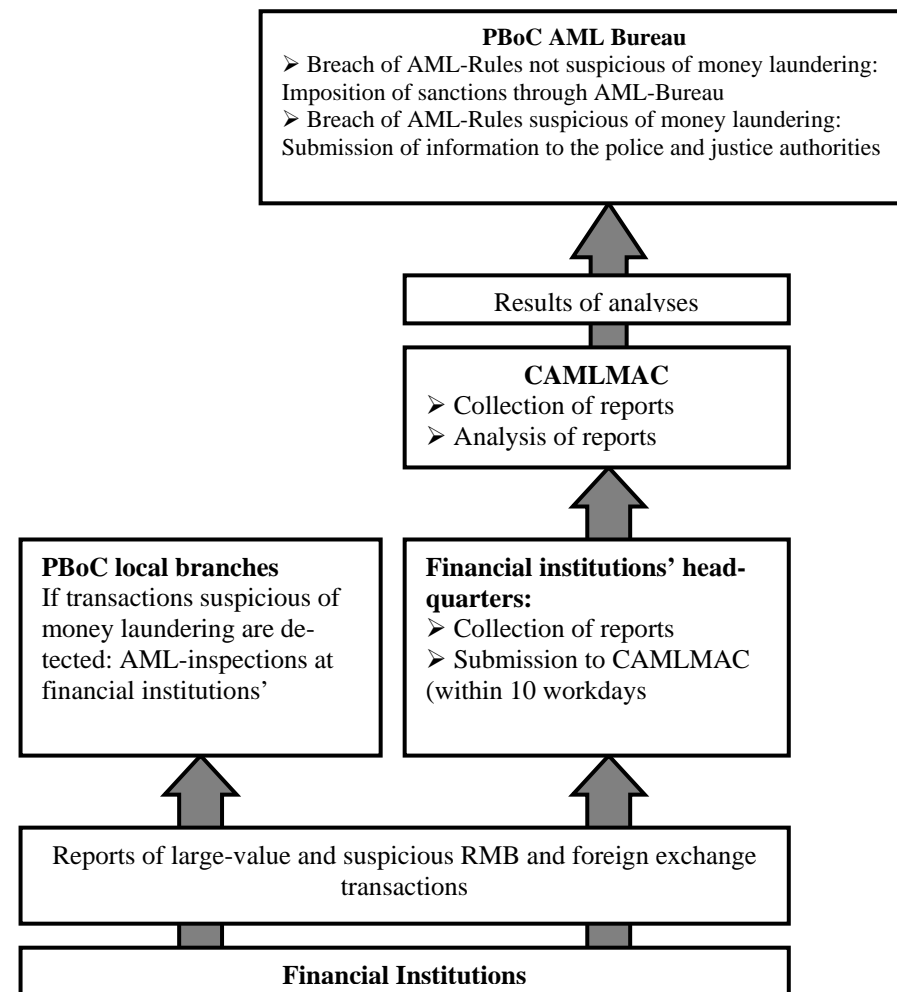 PBoC AML Bureau
➢ Breach of AML-Rules not suspicious of money laundering:
Imposition of sanctions through AML-Bureau
➢ Breach of AML-Rules suspicious of money laundering:
Submission of information to the police and justice authorities
Results of analyses
CAMLMAC
➢ Collection of reports
➢ Analysis of reports
PBoC local branches
If transactions suspicious of
money laundering are de-
tected: AML-inspections at
financial institutions'
Financial institutions' head-
quarters:
➢ Collection of reports
➢ Submission to CAMLMAC
(within 10 workdays
Reports of large-value and suspicious RMB and foreign exchange
transactions
Financial Institutions